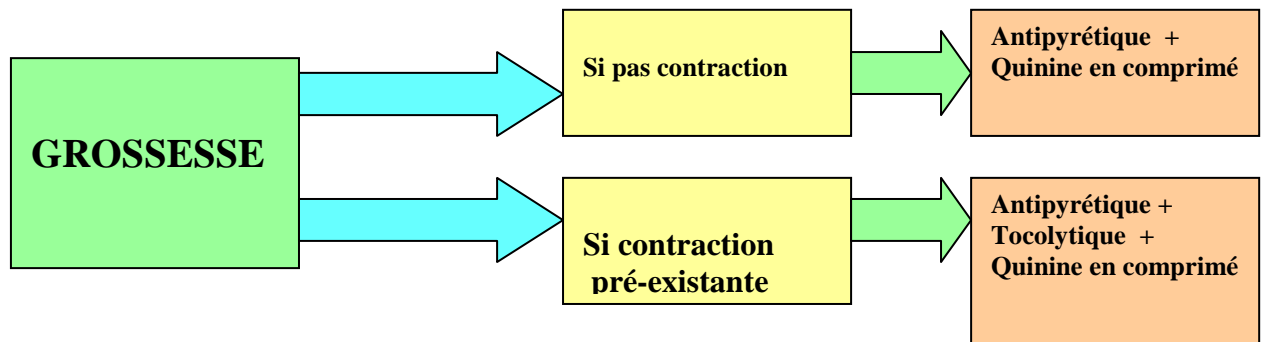 GROSSESSE
Si pas contraction
Antipyrétique +
Quinine en comprimé
Si contraction
pré-existante
Antipyrétique +
Tocolytique +
Quinine en comprimé